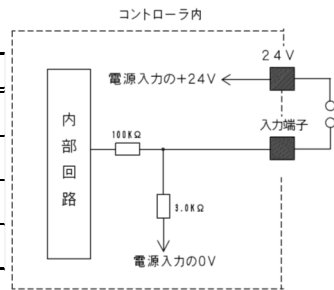 コントローラ内
24V
電源入力の+24V
入力端子
内部回路
100KΩ
3.0KΩ
電源入力の0V